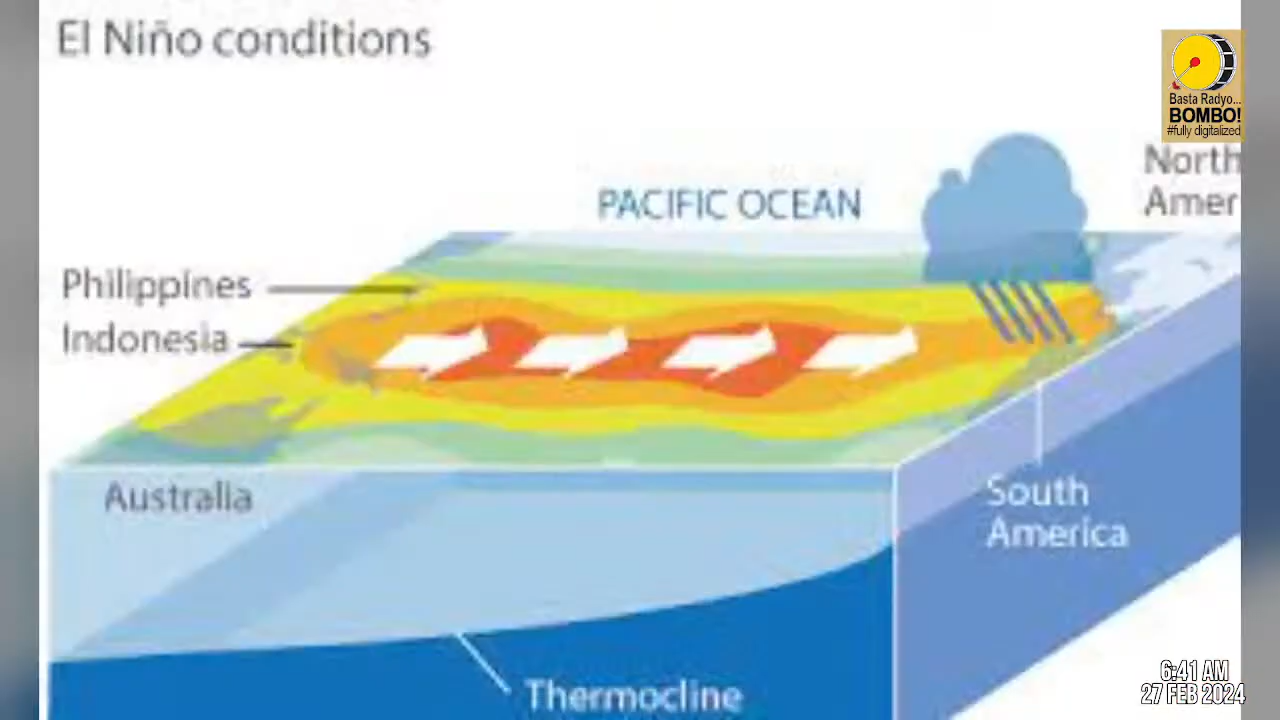 El Niño conditions
Basta Radyo...
BOMBO!
#fully digitalized
North
Amer
PACIFIC OCEAN
Philippines
Indonesia
Australia
South
America
Thermocline
6:41 AM
27 FEB 2024